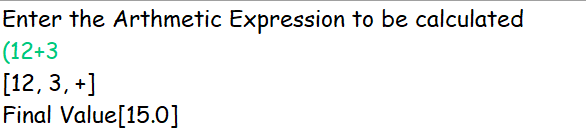 Enter the Arthmetic Expression to be calculated
(12+3
[12, 3, +]
Final Value[15.0]